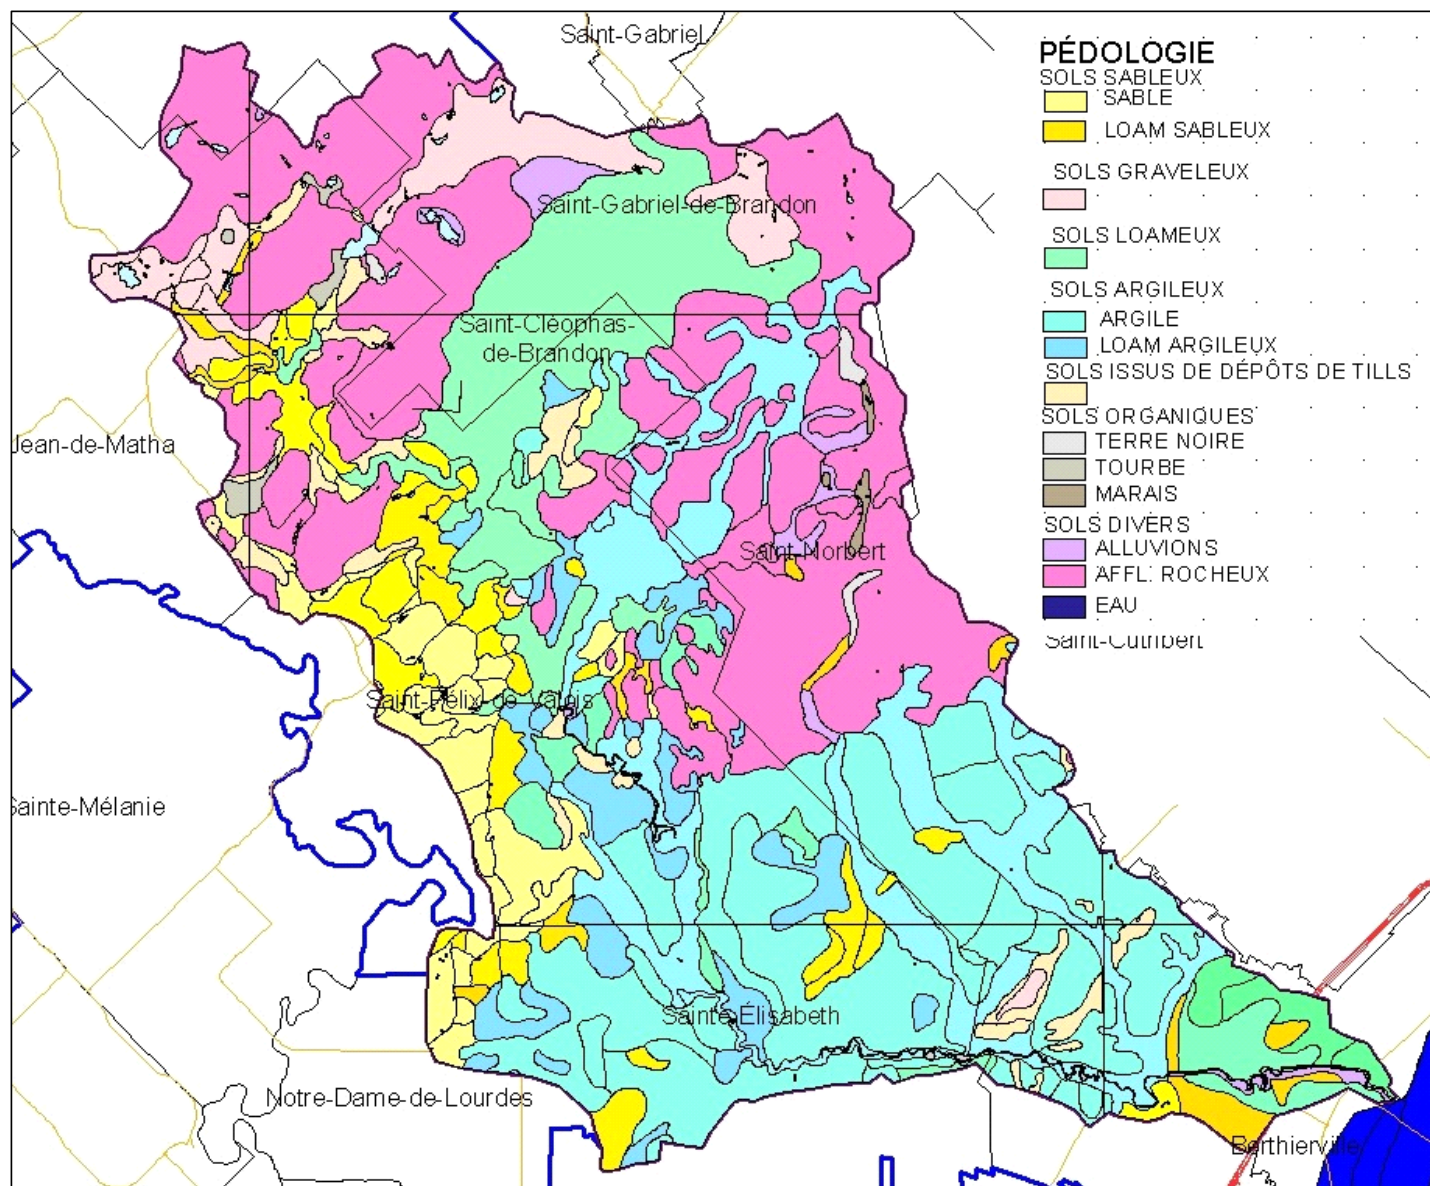 Saint-Gabriel
PÉDOLOGIE
SOLS SABLEUX
SABLE
LOAM SABLEUX
SOLS GRAVELEUX
SOLS LOAMEUX
SOLS ARGILEUX
ARGILE
LOAM ARGILEUX
SOLS ISSUS DE DÉPÔTS DE TILLS
SOLS ORGANIQUES
TERRE NOIRE
TOURBE
MARAIS
SOLS DIVERS
ALLUVIONS
AFFL. ROCHEUX
EAU
Saint-Gabriel-de-Brandon
Saint-Cléophas-
de-Brandon
Jean-de-Matha
Saint-Norbert
Saint-Cuthbert
Saint-Félix-de-Valois
Sainte-Mélanie
Sainte-Élisabeth
Notre-Dame-de-Lourdes
Berthierville